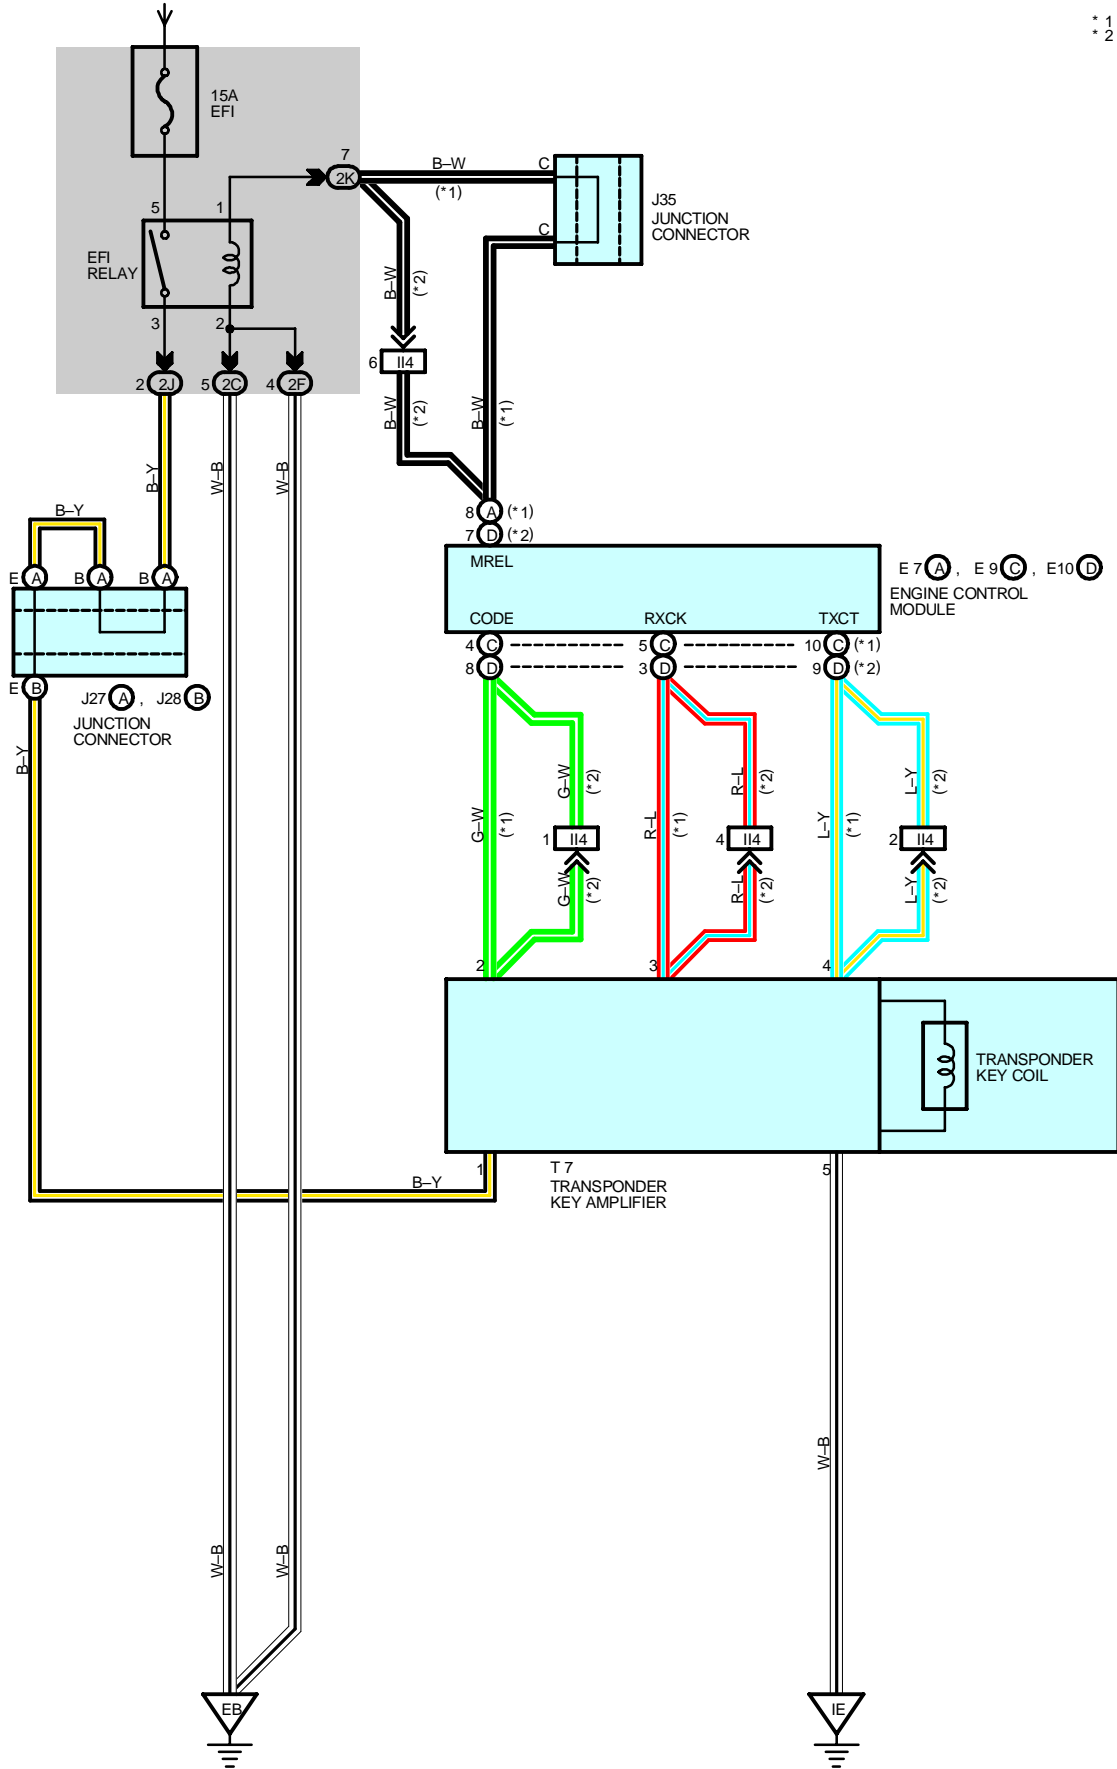 * 1
* 2
15A
EFI
7
2K
B–W
(*1)
C
C
J35
JUNCTION
CONNECTOR
5
1
EFI
RELAY
3
2
B–W
(*2)
6
II4
2
2J
5
2C
4
2F
B–W
(*2)
B–W
(*1)
B–Y
W–B
W–B
B–Y
8
A
(*1)
7
D
(*2)
E
A
B
A
B
A
MREL
E 7 A , E 9 C , E10 D
ENGINE CONTROL
MODULE
CODE
RXCK
TXCT
4
C
5
C
10
C
(*1)
8
D
3
D
9
D
(*2)
E
B
J27 A , J28 B
JUNCTION
CONNECTOR
B–Y
G–W
(*1)
G–W
(*2)
R–L
(*1)
R–L
(*2)
L–Y
(*1)
L–Y
(*2)
1
II4
4
II4
2
II4
G–W
(*2)
R–L
(*2)
L–Y
(*2)
2
3
4
TRANSPONDER
KEY COIL
1
T 7
TRANSPONDER
KEY AMPLIFIER
5
B–Y
W–B
W–B
W–B
EB
IE